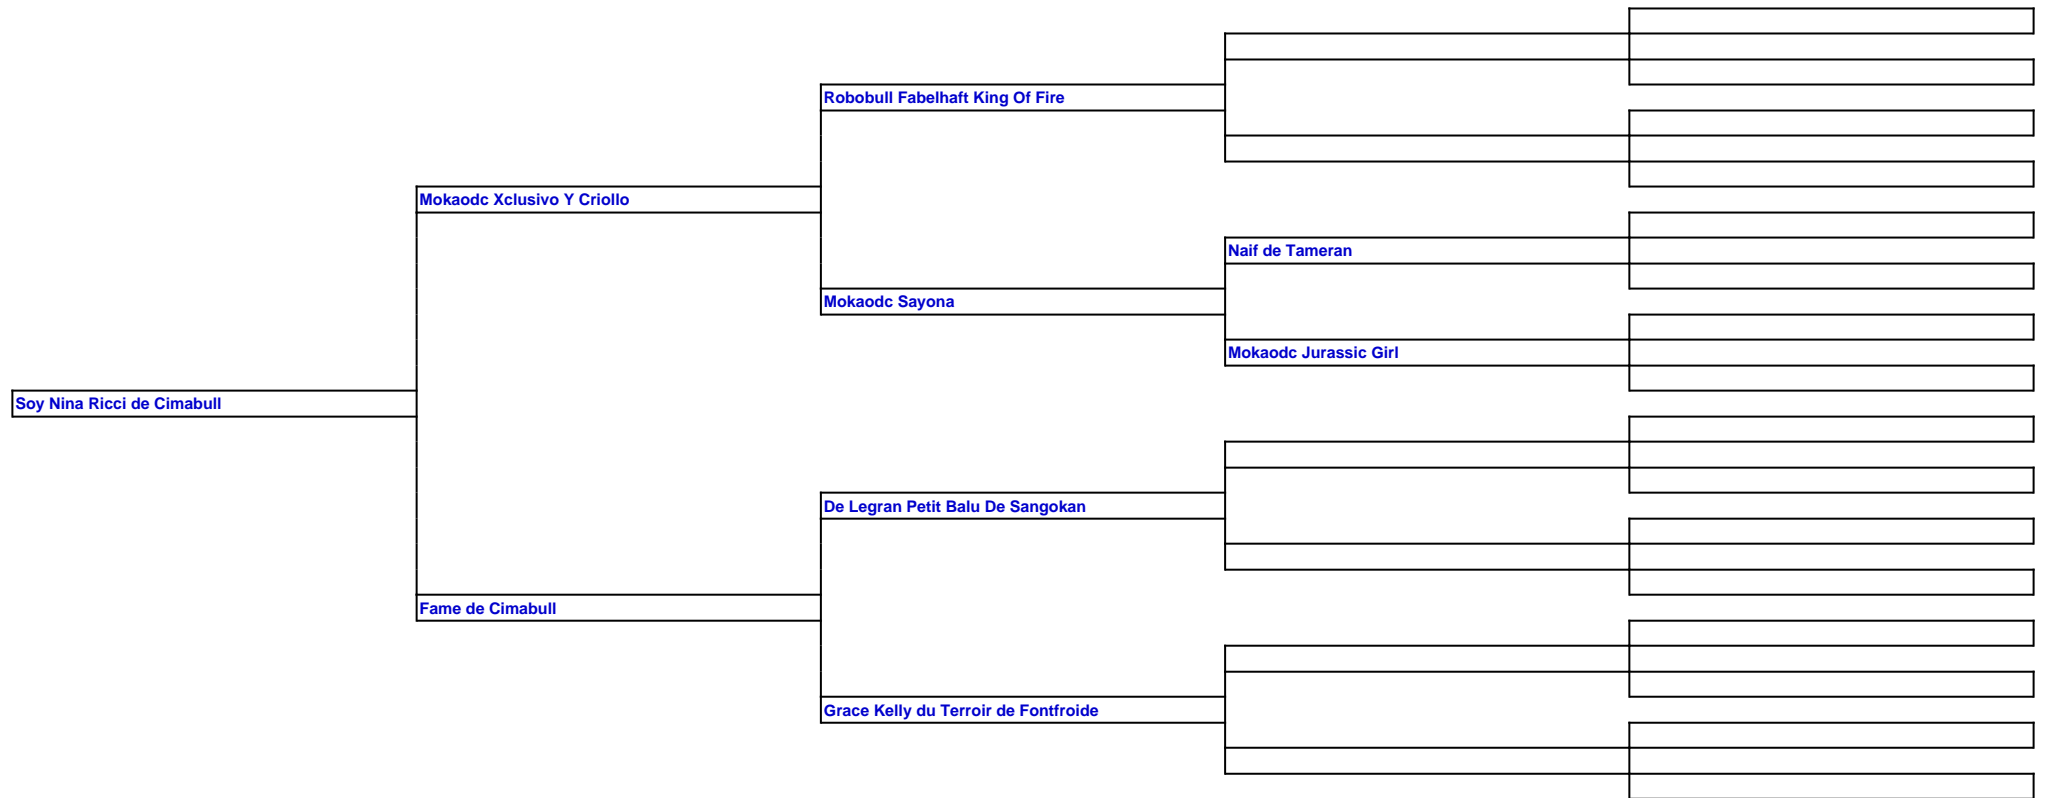 Robobull Fabelhaft King Of Fire
Mokaodc Xclusivo Y Criollo
Naif de Tameran
Mokaodc Sayona
Mokaodc Jurassic Girl
Soy Nina Ricci de Cimabull
De Legran Petit Balu De Sangokan
Fame de Cimabull
Grace Kelly du Terroir de Fontfroide